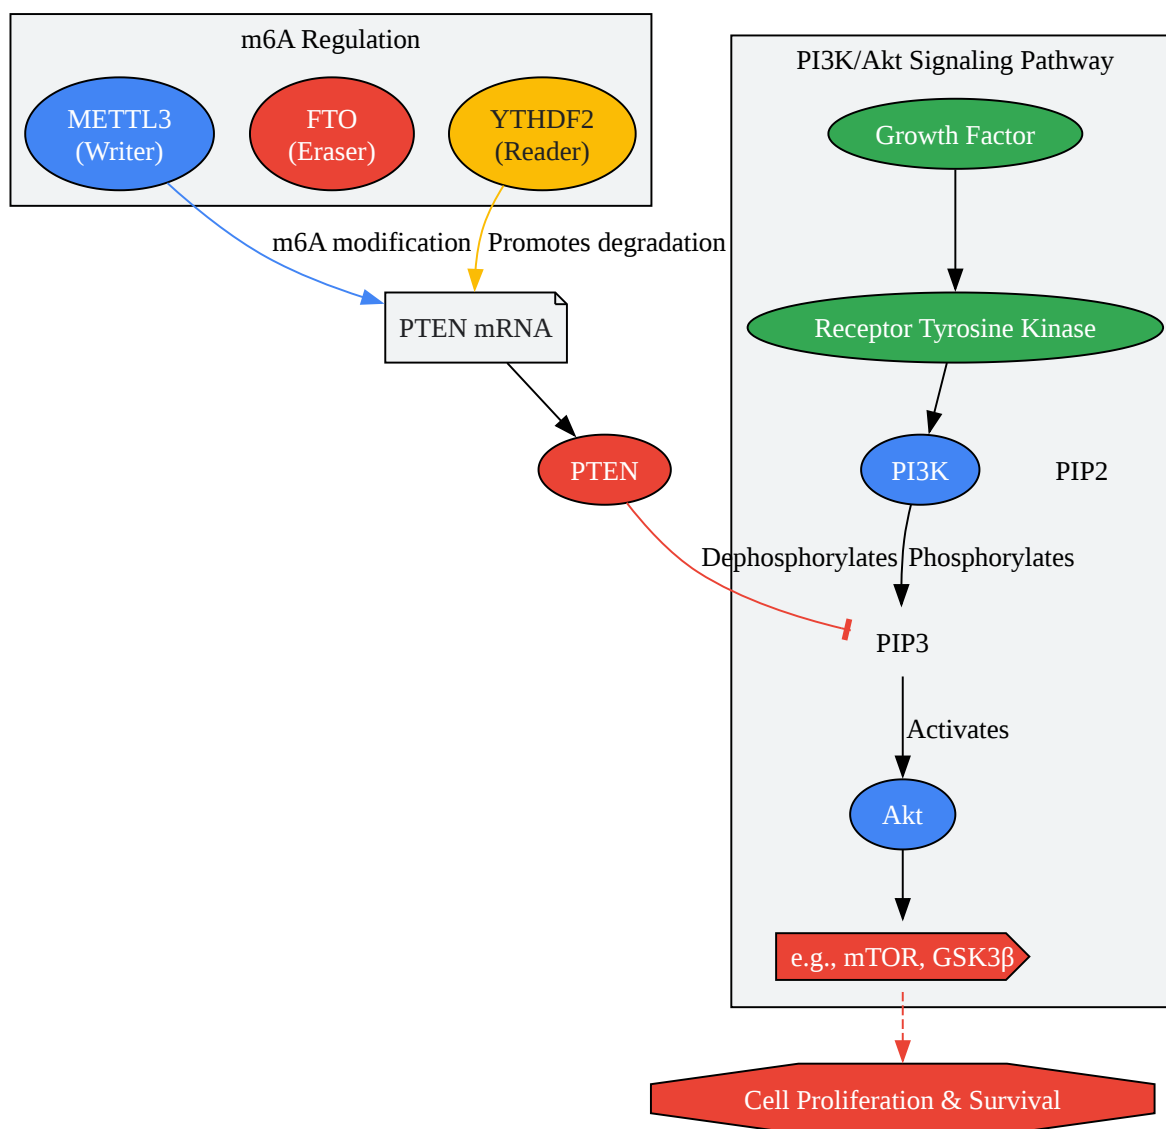 m6A Regulation
METTL3
(Writer)
FTO
(Eraser)
YTHDF2
(Reader)
m6A modification
Promotes degradation
PTEN mRNA
PTEN
Dephosphorylates
PI3K/Akt Signaling Pathway
Growth Factor
Receptor Tyrosine Kinase
PI3K
PIP2
Phosphorylates
PIP3
Activates
Akt
e.g., mTOR, GSK3β
Cell Proliferation & Survival